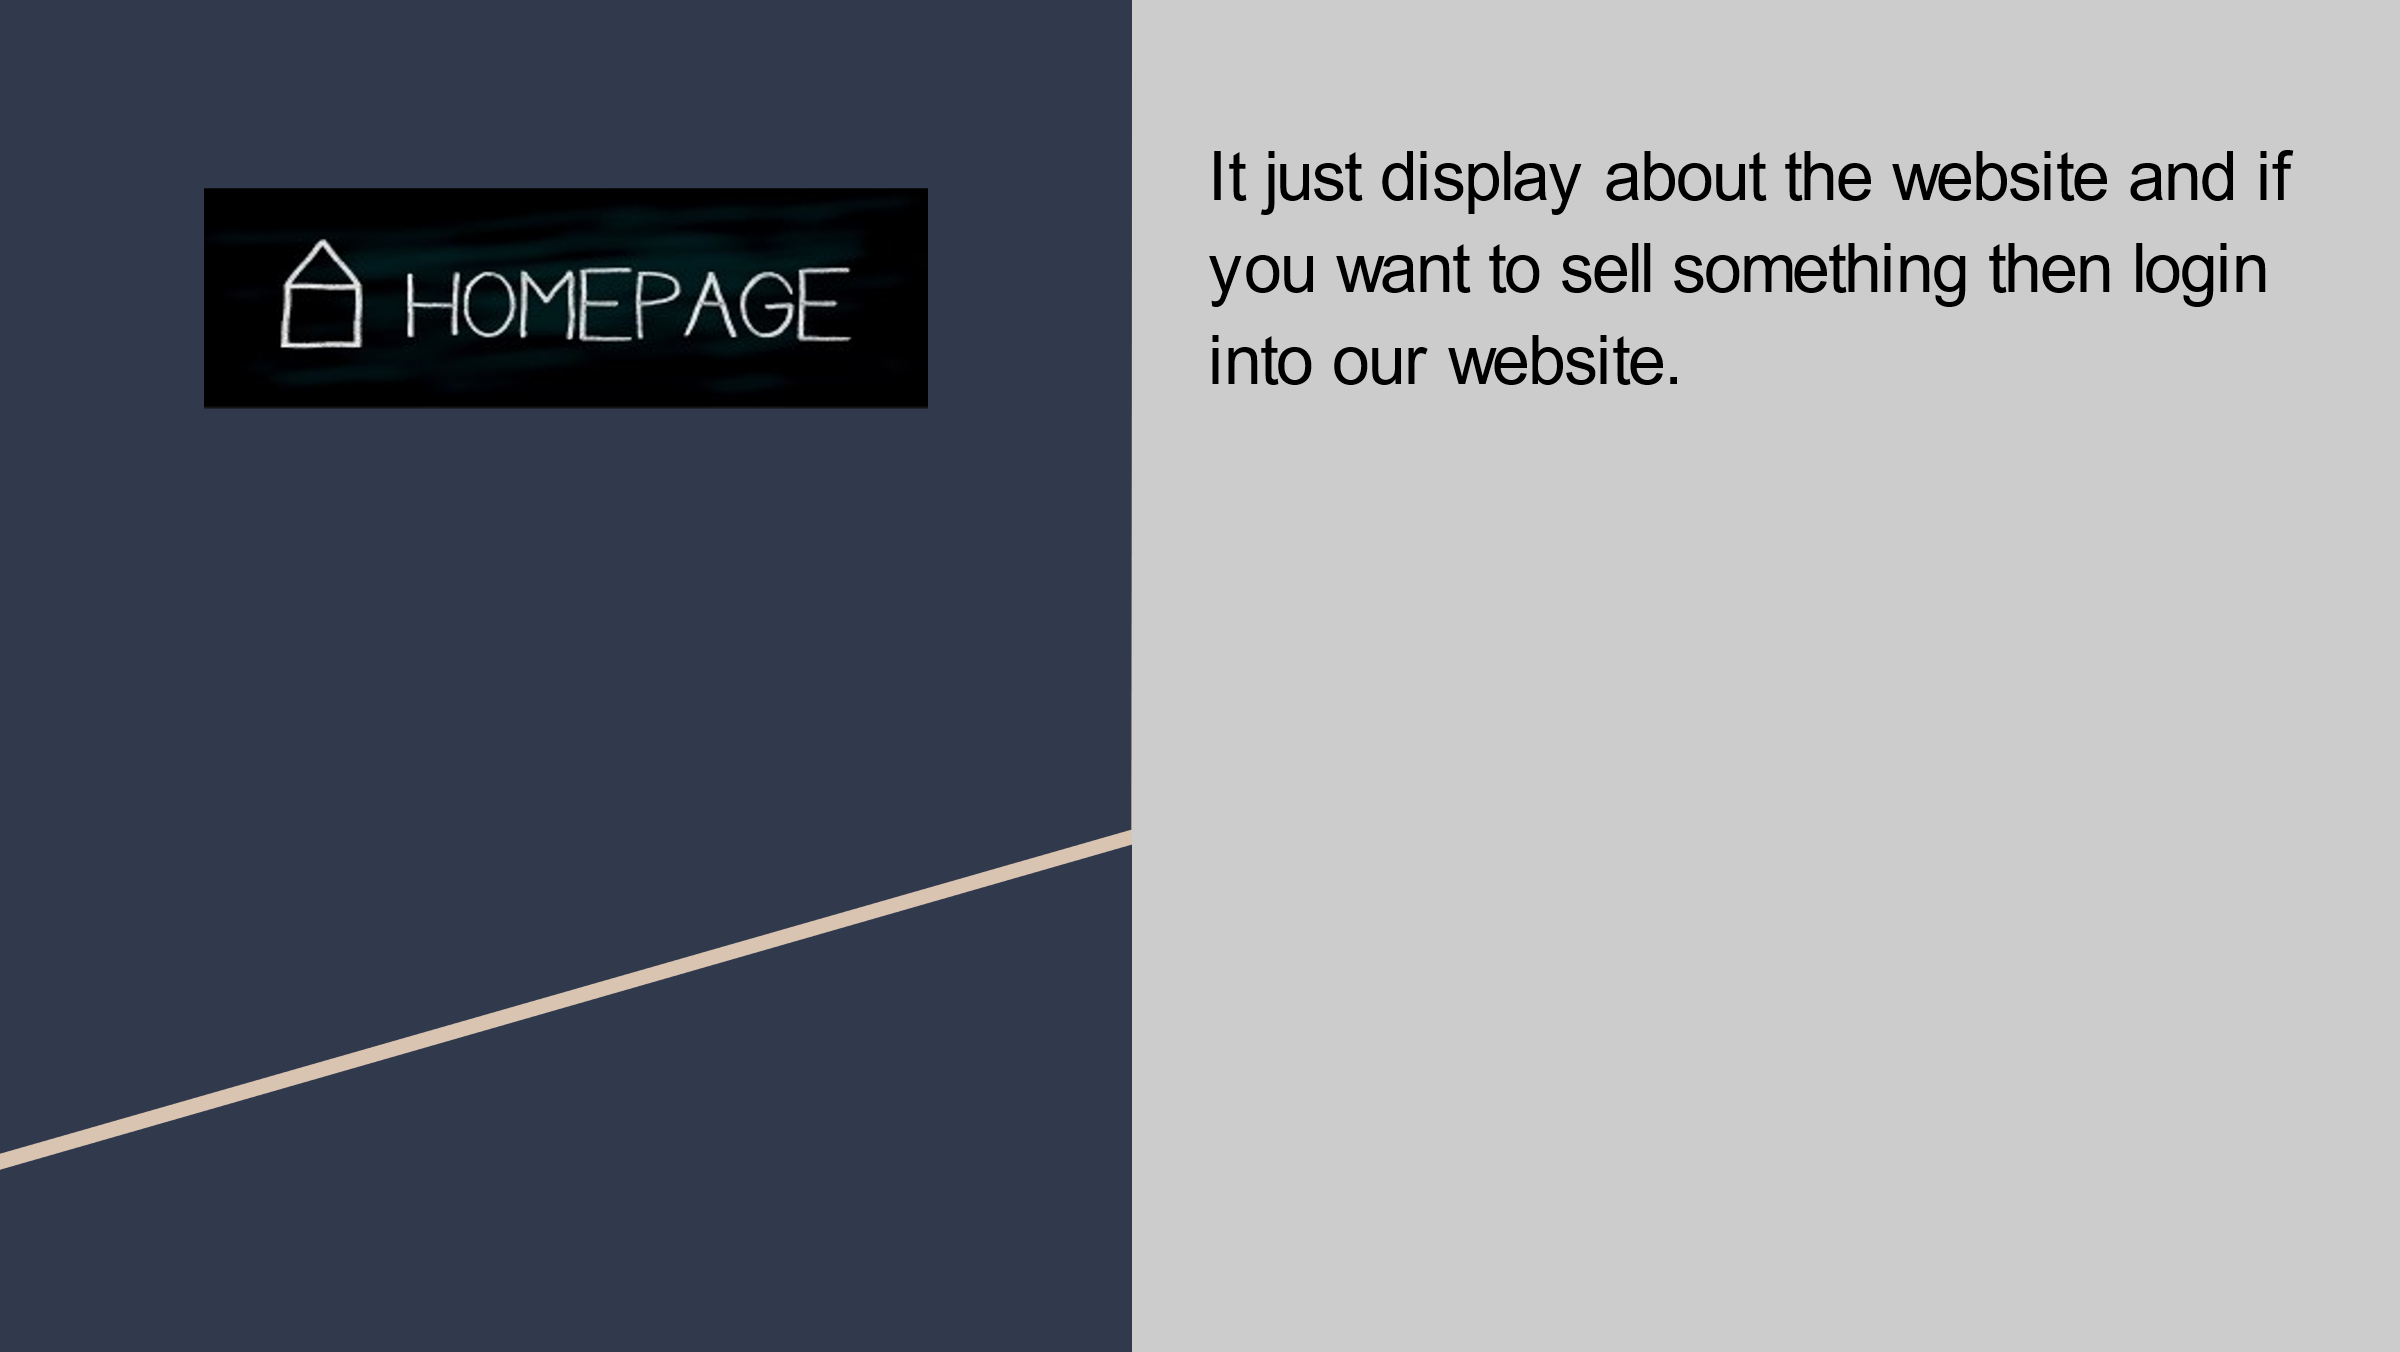 HOMEPAGE
It just display about the website and if
you want to sell something then login
into our website.